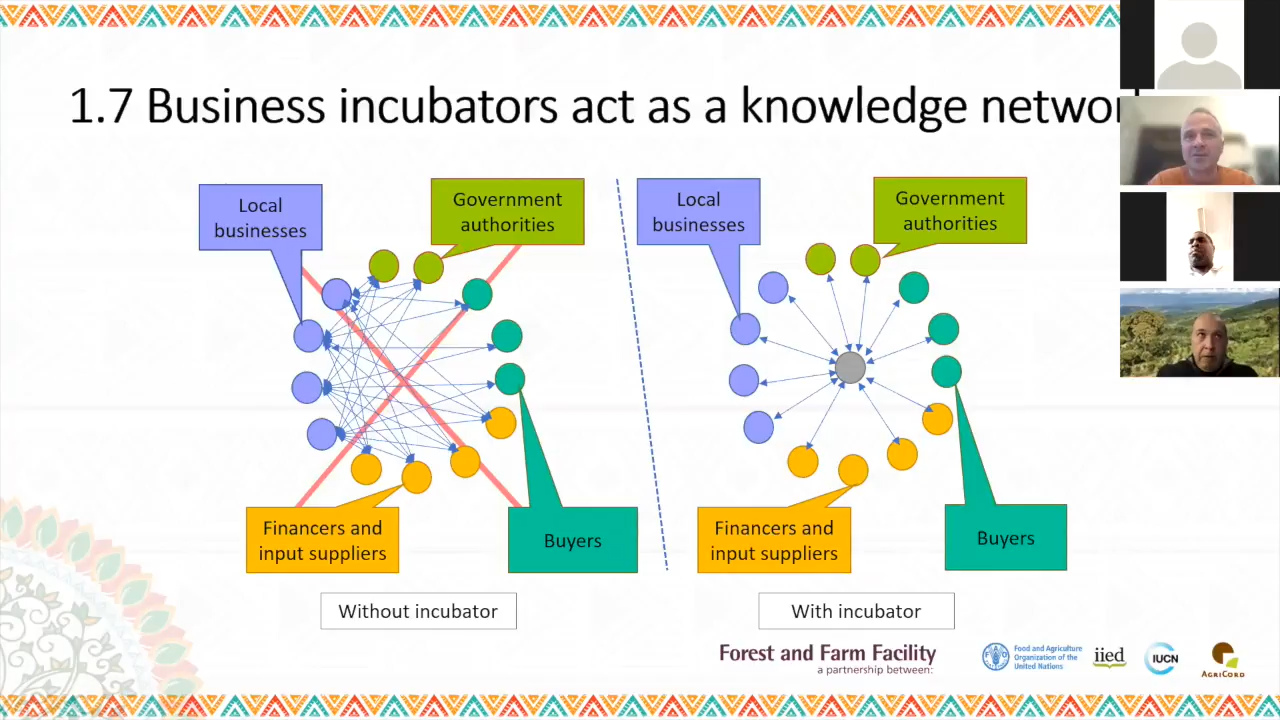 1.7 Business incubators act as a knowledge networ
Local
businesses
Government
authorities
Financers and
input suppliers
Buyers
Without incubator
Local
businesses
Government
authorities
Financers and
input suppliers
Buyers
With incubator
Forest and Farm Facility
a partnership between:
Food and Agriculture
Organization of the
United Nations
iied
IUCN
AGRICORD